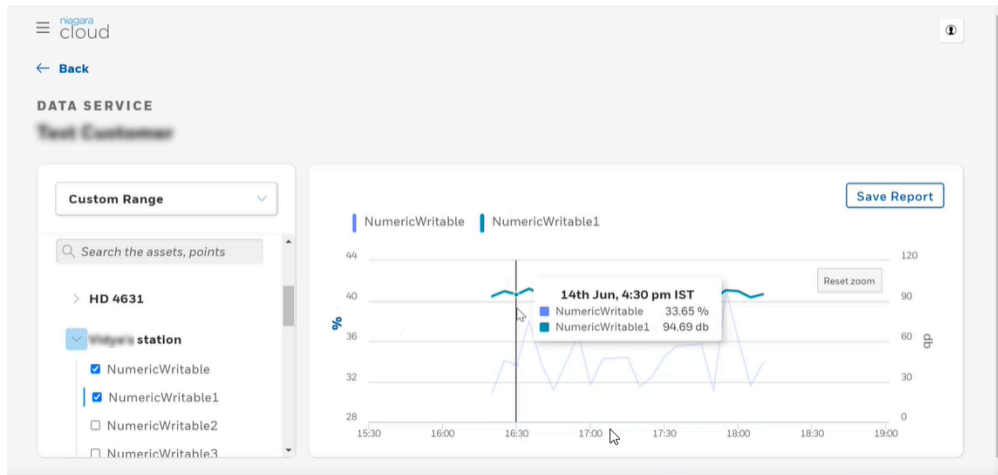 niagara
cloud
Back
DATA SERVICE
Test Customer
Custom Range
Search the assets, points
HD 4631
station
NumericWritable
NumericWritable1
NumericWritable2
NumericWritable3
Save Report
NumericWritable NumericWritable1
Reset zoom
14th Jun, 4:30 pm IST
NumericWritable 33.65 %
NumericWritable1 94.69 db
%
44
40
36
32
28
120
90
60
30
0
db
15:30 16:00 16:30 17:00 17:30 18:00 18:30 19:00